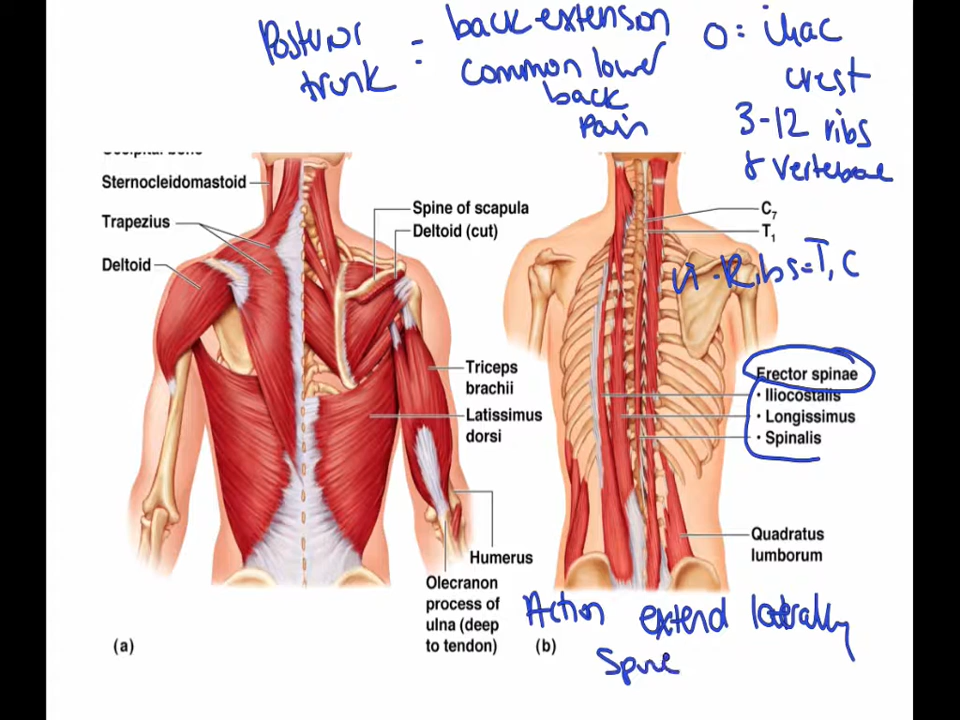 Posterior
trunk
= back extension
common lower
back
pain
O = iliac
crest
3-12 ribs
& vertebrae
Occipital bone
Sternocleidomastoid
Trapezius
Deltoid
Spine of scapula
Deltoid (cut)
Triceps
brachii
Latissimus
dorsi
Humerus
Olecranon
process of
ulna (deep
to tendon)
(a)
C7
T1
Ribs = T, C
Erector spinae
• Iliocostalis
• Longissimus
• Spinalis
Quadratus
lumborum
(b)
Action extend laterally
spine